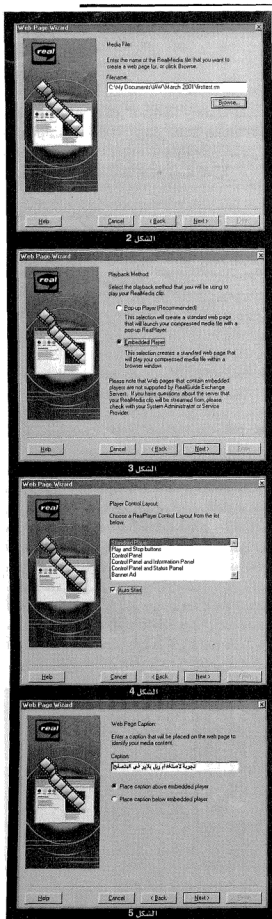 Web Page Wizard
real
Media File:
Enter the name of the RealMedia file that you want to
create a web page for, or click Browse.
Filename:
C:\My Documents\IAW\March 2001\firsttest.rm
Browse...
Help
Cancel
< Back
Next >
الشكل 2
Web Page Wizard
real
Playback Method:
Select the playback method that you will be using to
play your RealMedia clip.
Pop-up Player (Recommended)
This selection will create a standard web page
that will launch your compressed media file with a
pop-up RealPlayer
Embedded Player
This selection creates a standard web page that
will play your compressed media file within a
browser window.
Please note that Web pages that contain embedded
players are not supported by RealGuide Exchange
Servers. If you have questions about the server that
your RealMedia clip will be streamed from, please
check with your System Administrator or Service
Provider.
Help
Cancel
< Back
Next >
الشكل 3
Web Page Wizard
real
Player Control Layout:
Choose a RealPlayer Control Layout from the list
below.
Standard Player
Play and Stop buttons
Control Panel
Control Panel and Information Panel
Control Panel and Status Panel
Banner Ad
Auto Start
Help
Cancel
< Back
Next >
الشكل 4
Web Page Wizard
real
Web Page Caption:
Enter a caption that will be placed on the web page to
identify your media content.
Caption:
تجربة لاستخدام ريل بلاير في المتصفح
Place caption above embedded player
Place caption below embedded player
Help
Cancel
< Back
Next >
الشكل 5